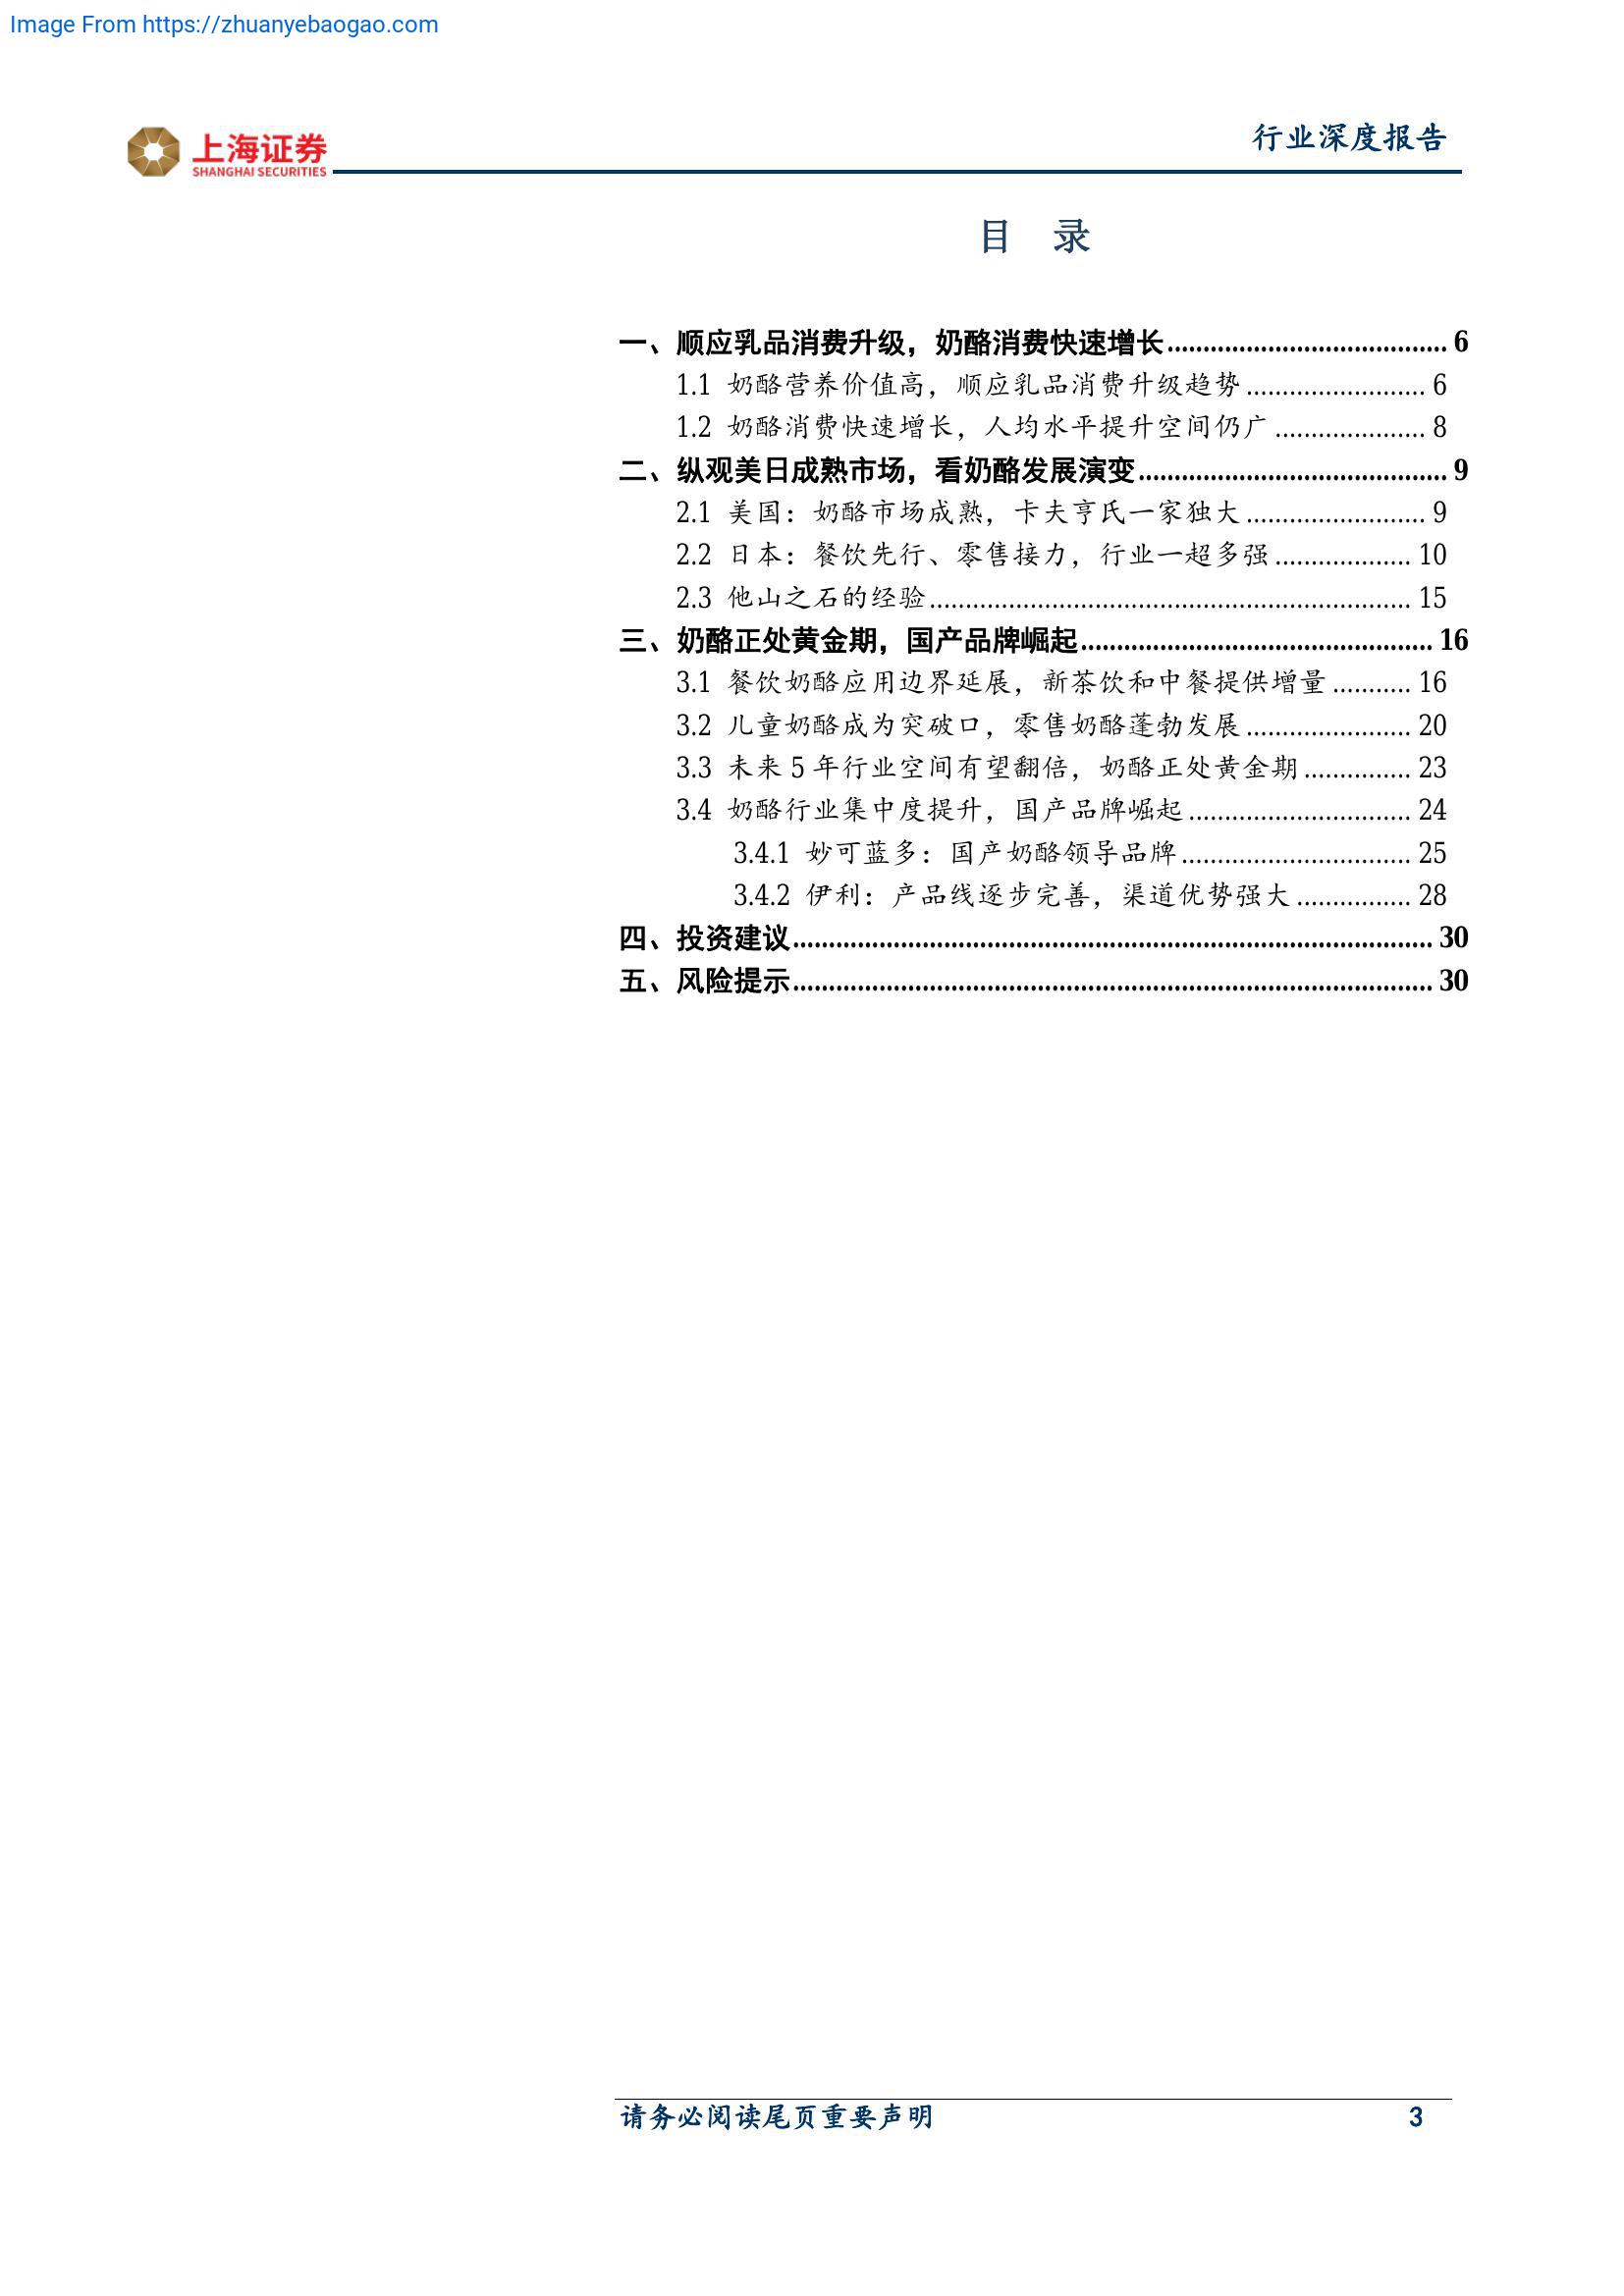 Image From https://zhuanyebaogao.com
上海证券
SHANGHAI SECURITIES
行业深度报告
目 录
一、顺应乳品消费升级，奶酪消费快速增长....................................... 6
1.1 奶酪营养价值高，顺应乳品消费升级趋势......................... 6
1.2 奶酪消费快速增长，人均水平提升空间仍广..................... 8
二、纵观美日成熟市场，看奶酪发展演变........................................... 9
2.1 美国：奶酪市场成熟，卡夫亨氏一家独大......................... 9
2.2 日本：餐饮先行、零售接力，行业一超多强................... 10
2.3 他山之石的经验................................................................... 15
三、奶酪正处黄金期，国产品牌崛起................................................. 16
3.1 餐饮奶酪应用边界延展，新茶饮和中餐提供增量........... 16
3.2 儿童奶酪成为突破口，零售奶酪蓬勃发展....................... 20
3.3 未来 5 年行业空间有望翻倍，奶酪正处黄金期............... 23
3.4 奶酪行业集中度提升，国产品牌崛起............................... 24
3.4.1 妙可蓝多：国产奶酪领导品牌................................ 25
3.4.2 伊利：产品线逐步完善，渠道优势强大................ 28
四、投资建议......................................................................................... 30
五、风险提示......................................................................................... 30
请务必阅读尾页重要声明
3